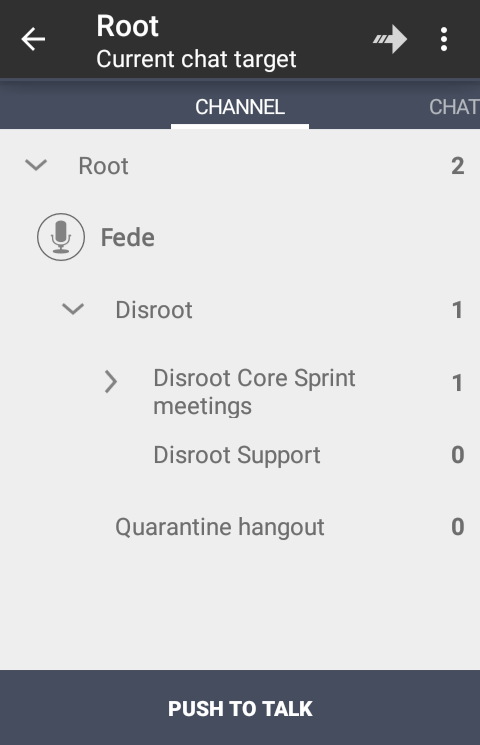 Root
Current chat target
CHANNEL
CHAT
Root 2
Fede
Disroot 1
Disroot Core Sprint
meetings 1
Disroot Support 0
Quarantine hangout 0
PUSH TO TALK